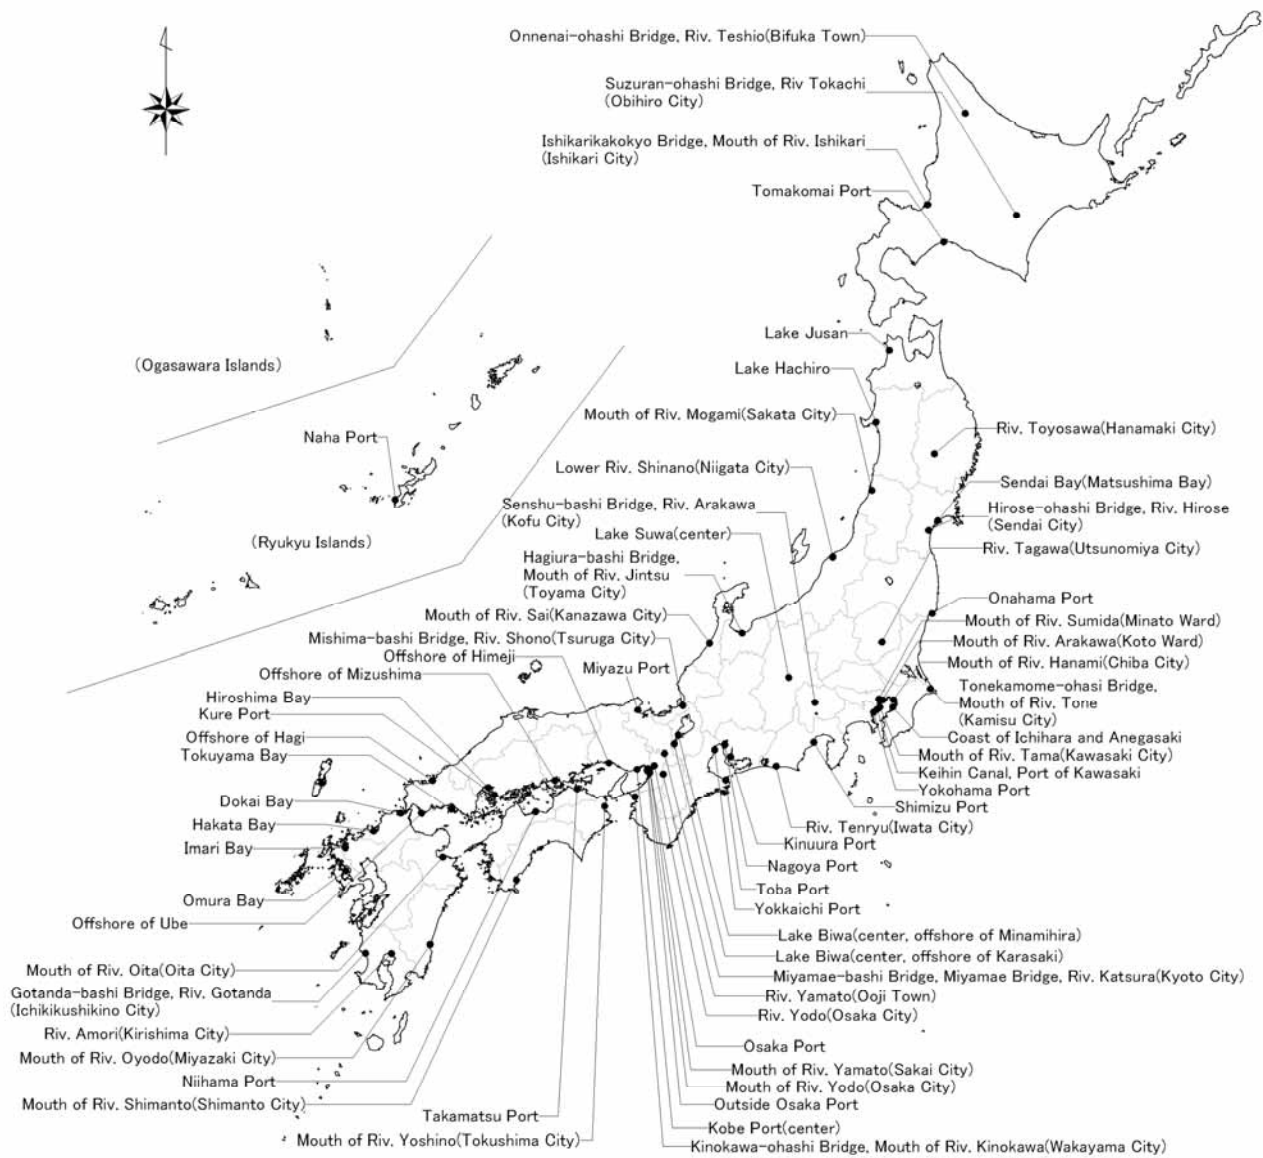 Onnenai-ohashi Bridge, Riv. Teshio(Bifuka Town)
Suzuran-ohashi Bridge, Riv Tokachi
(Obihiro City)
Ishikarikakokyo Bridge, Mouth of Riv. Ishikari
(Ishikari City)
Tomakomai Port
Lake Jusan
Lake Hachiro
Mouth of Riv. Mogami(Sakata City)
Lower Riv. Shinano(Niigata City)
Senshu-bashi Bridge, Riv. Arakawa
(Kofu City)
Lake Suwa(center)
Hagiura-bashi Bridge,
Mouth of Riv. Jintsu
(Toyama City)
Mouth of Riv. Sai(Kanazawa City)
Mishima-bashi Bridge, Riv. Shono(Tsuruga City)
Offshore of Himeji
Miyazu Port
Offshore of Mizushima
Hiroshima Bay
Kure Port
Offshore of Hagi
Tokuyama Bay
Dokai Bay
Hakata Bay
Imari Bay
Omura Bay
Offshore of Ube
Mouth of Riv. Oita(Oita City)
Gotanda-bashi Bridge, Riv. Gotanda
(Ichikikushikino City)
Riv. Amori(Kirishima City)
Mouth of Riv. Oyodo(Miyazaki City)
Niihama Port
Mouth of Riv. Shimanto(Shimanto City)
Takamatsu Port
Mouth of Riv. Yoshino(Tokushima City)
(Ogasawara Islands)
Naha Port
(Ryukyu Islands)
Riv. Toyosawa(Hanamaki City)
Sendai Bay(Matsushima Bay)
Hirose-ohashi Bridge, Riv. Hirose
(Sendai City)
Riv. Tagawa(Utsunomiya City)
Onahama Port
Mouth of Riv. Sumida(Minato Ward)
Mouth of Riv. Arakawa(Koto Ward)
Mouth of Riv. Hanami(Chiba City)
Tonekamome-ohasi Bridge,
Mouth of Riv. Tone
(Kamisu City)
Coast of Ichihara and Anegasaki
Mouth of Riv. Tama(Kawasaki City)
Keihin Canal, Port of Kawasaki
Yokohama Port
Shimizu Port
Riv. Tenryu(Iwata City)
Kinuura Port
Nagoya Port
Toba Port
Yokkaichi Port
Lake Biwa(center, offshore of Minamihira)
Lake Biwa(center, offshore of Karasaki)
Miyamae-bashi Bridge, Miyamae Bridge, Riv. Katsura(Kyoto City)
Riv. Yamato(Ooji Town)
Riv. Yodo(Osaka City)
Osaka Port
Mouth of Riv. Yamato(Sakai City)
Mouth of Riv. Yodo(Osaka City)
Outside Osaka Port
Kobe Port(center)
Kinokawa-ohashi Bridge, Mouth of Riv. Kinokawa(Wakayama City)